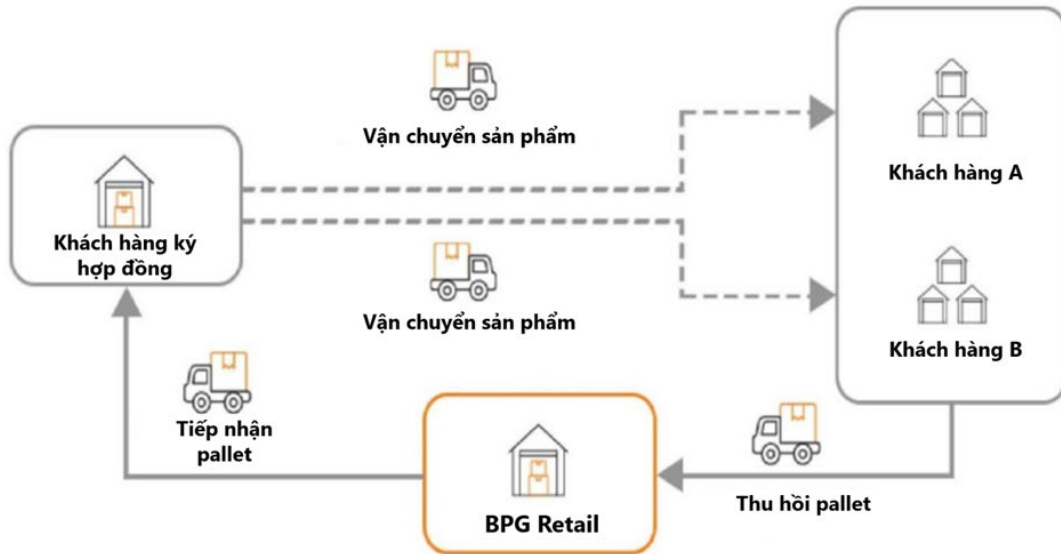 Vận chuyển sản phẩm
Khách hàng A
Khách hàng ký
hợp đồng
Vận chuyển sản phẩm
Khách hàng B
Tiếp nhận
pallet
Thu hồi pallet
BPG Retail